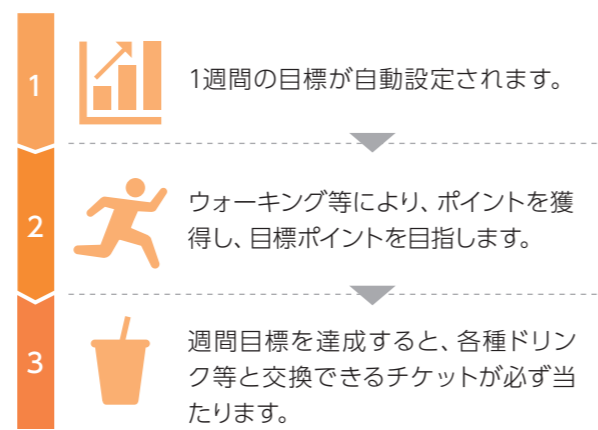 1
1週間の目標が自動設定されます。
2
ウォーキング等により、ポイントを獲
得し、目標ポイントを目指します。
3
週間目標を達成すると、各種ドリン
ク等と交換できるチケットが必ず当
たります。